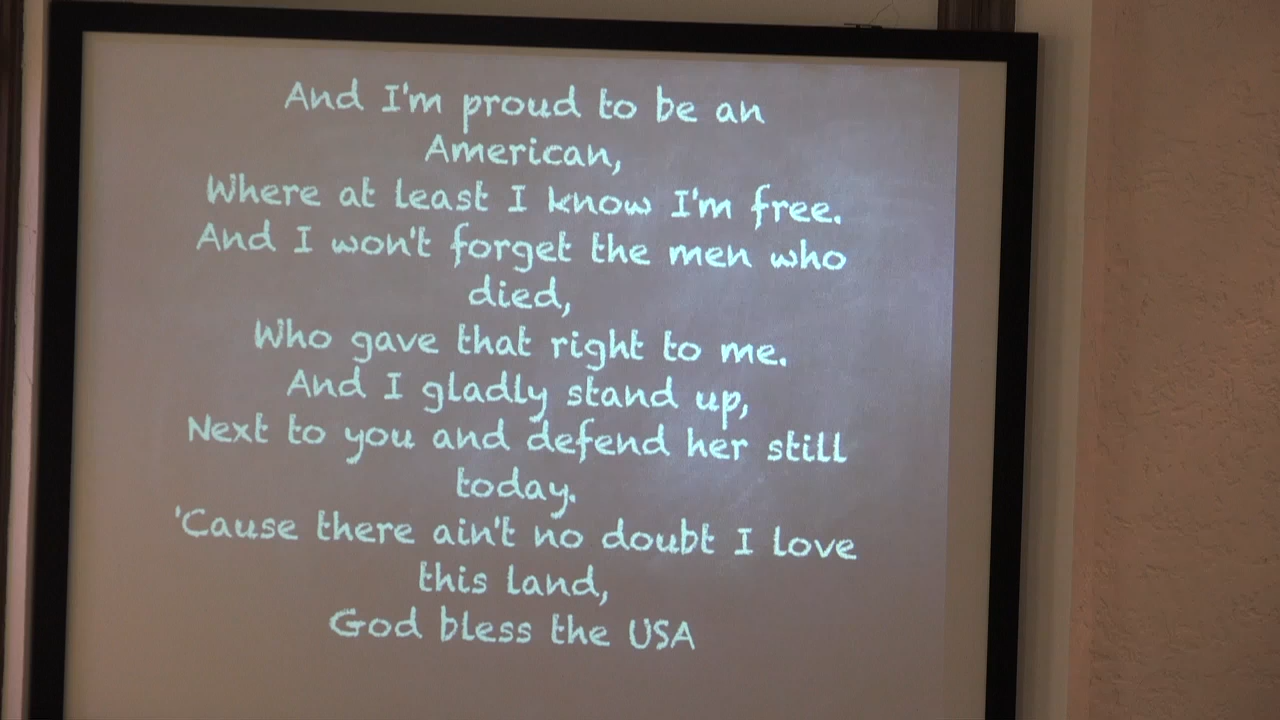 And I'm proud to be an
American,
Where at least I know I'm free.
And I won't forget the men who
died,
Who gave that right to me.
And I gladly stand up,
Next to you and defend her still
today.
'Cause there ain't no doubt I love
this land,
God bless the USA